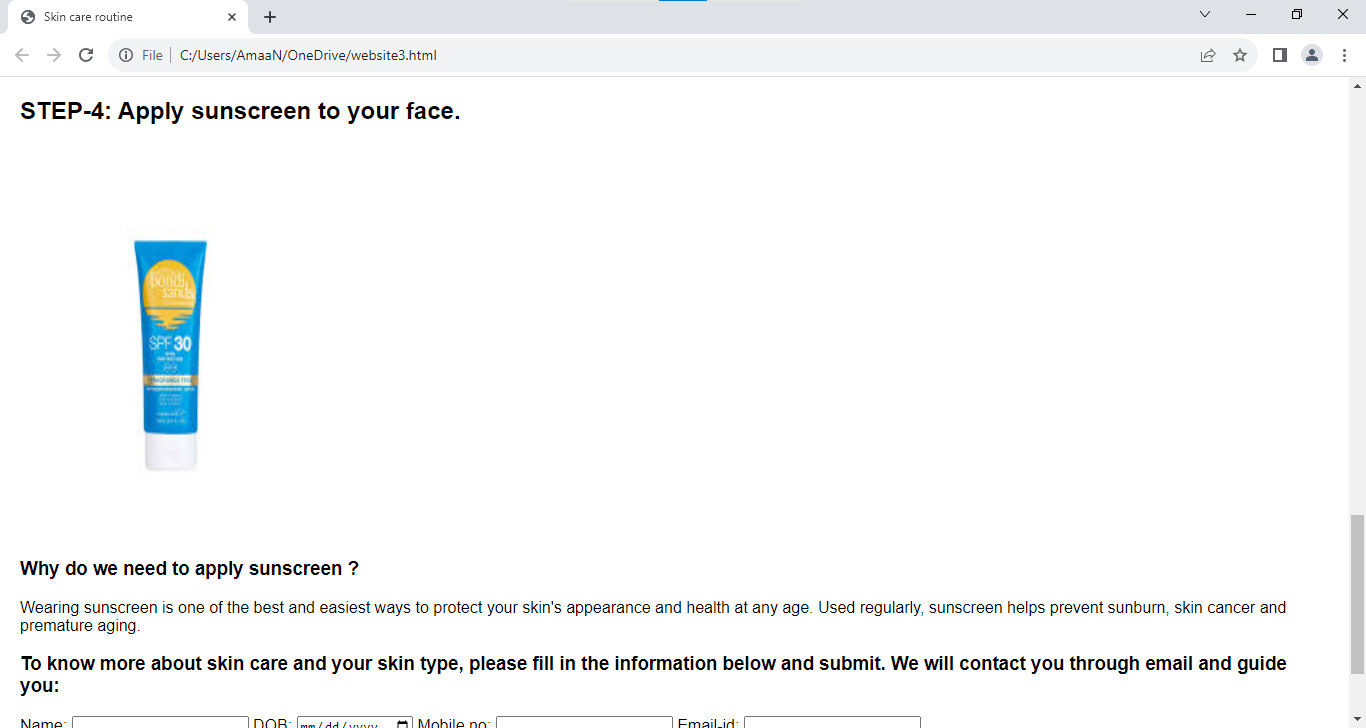 Skin care routine
File
C:/Users/AmaaN/OneDrive/website3.html
STEP-4: Apply sunscreen to your face.
bondi
sands
SPF 30
FRAGRANCE FREE
Why do we need to apply sunscreen ?
Wearing sunscreen is one of the best and easiest ways to protect your skin's appearance and health at any age. Used regularly, sunscreen helps prevent sunburn, skin cancer and
premature aging.
To know more about skin care and your skin type, please fill in the information below and submit. We will contact you through email and guide
you:
Name: DOB: mm/dd/yyyy Mobile no: Email-id: